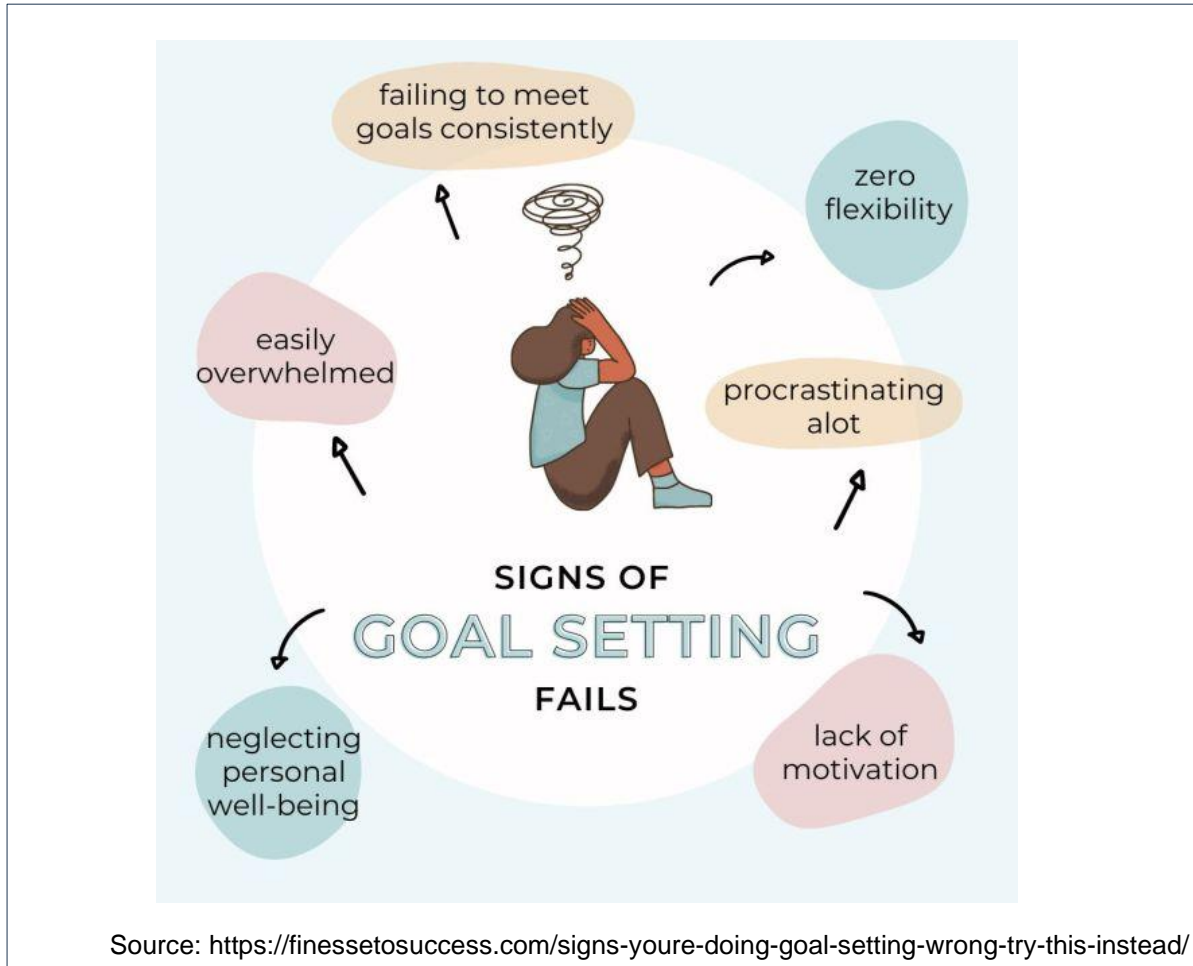 failing to meet
goals consistently
zero
flexibility
easily
overwhelmed
procrastinating
alot
SIGNS OF
GOAL SETTING
FAILS
neglecting
personal
well-being
lack of
motivation
Source: https://finessetosuccess.com/signs-youre-doing-goal-setting-wrong-try-this-instead/